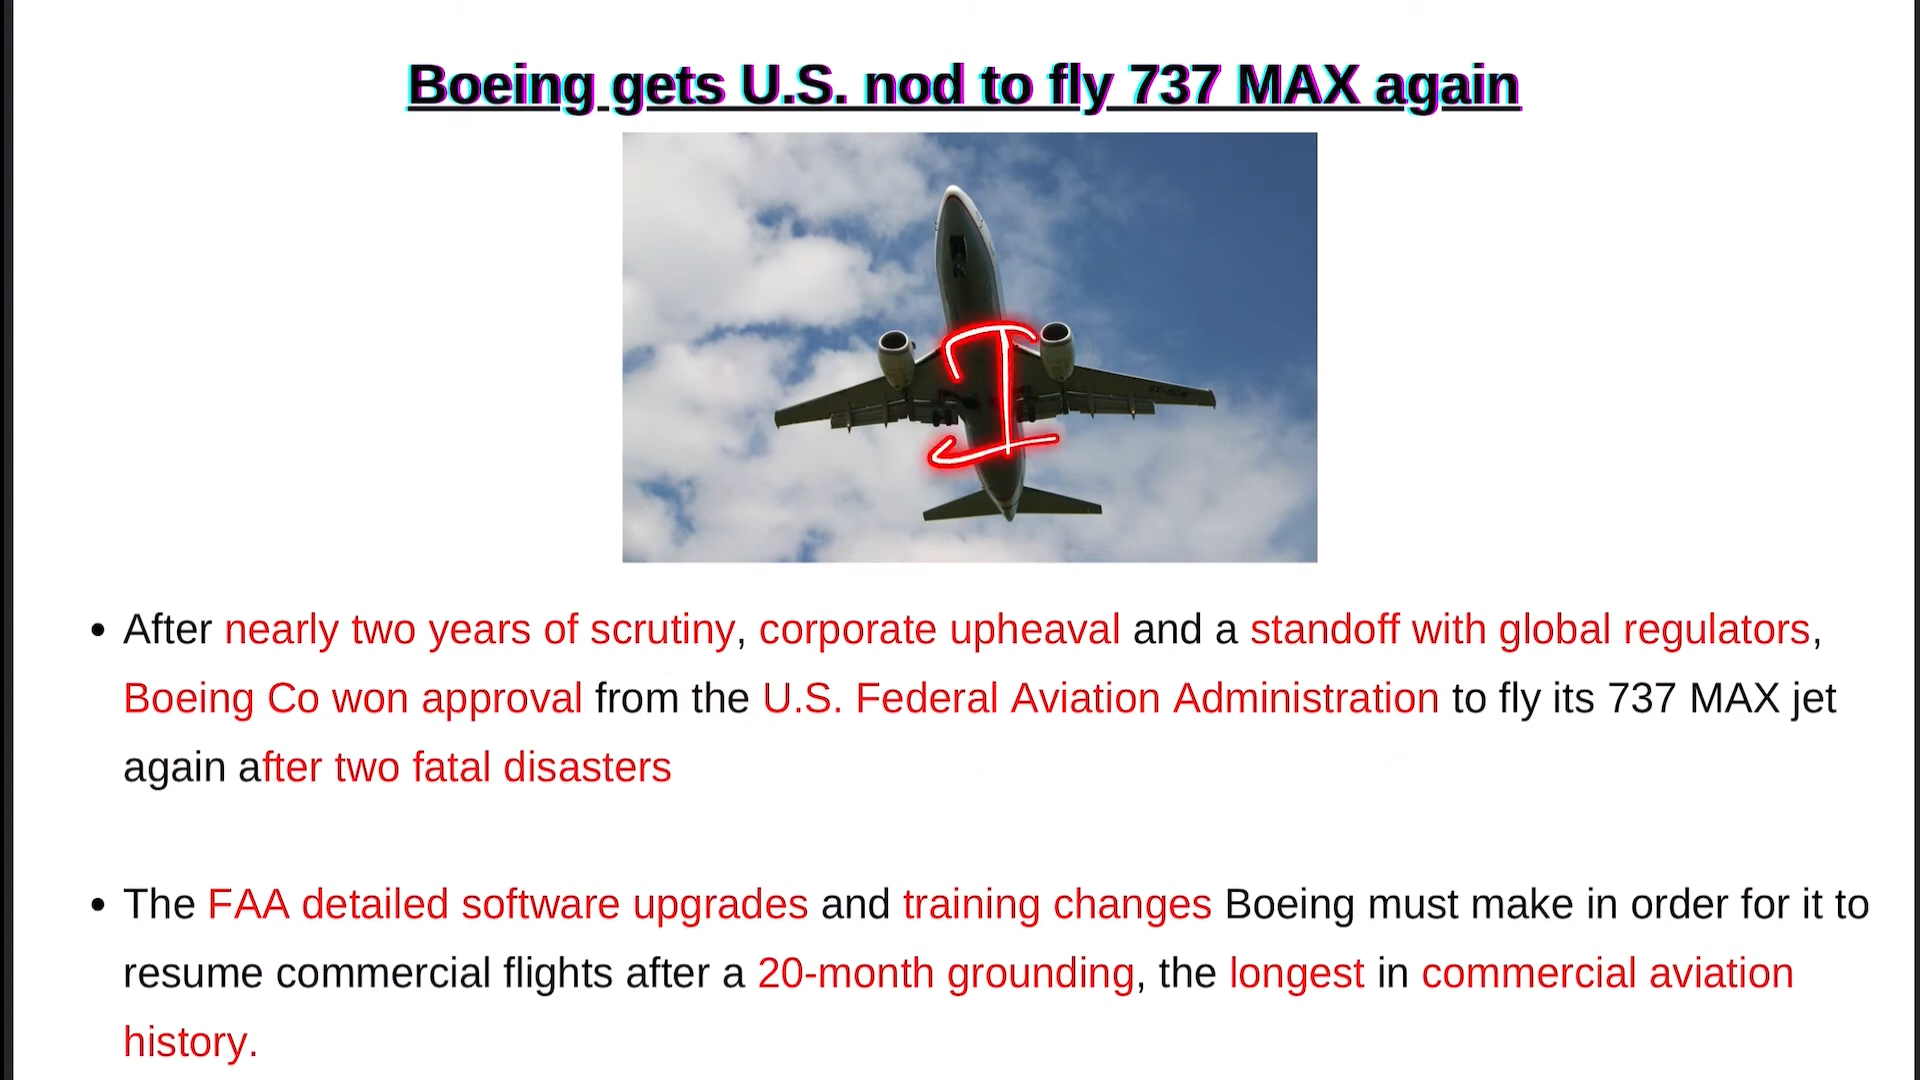 Boeing gets U.S. nod to fly 737 MAX again
I
After nearly two years of scrutiny, corporate upheaval and a standoff with global regulators,
Boeing Co won approval from the U.S. Federal Aviation Administration to fly its 737 MAX jet
again after two fatal disasters
The FAA detailed software upgrades and training changes Boeing must make in order for it to
resume commercial flights after a 20-month grounding, the longest in commercial aviation
history.